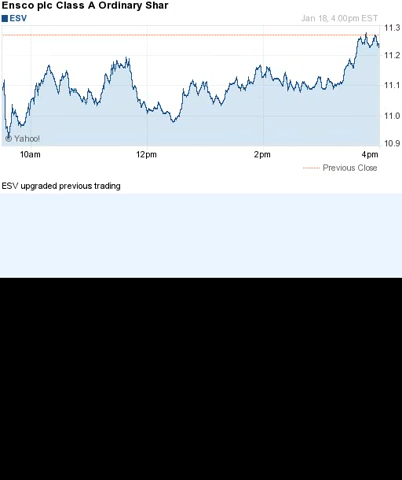 Ensco plc Class A Ordinary Shar
ESV Jan 18, 4:00pm EST
11.3
11.2
11.1
11.0
10.9
Yahoo!
10am 12pm 2pm 4pm
Previous Close
ESV upgraded previous trading